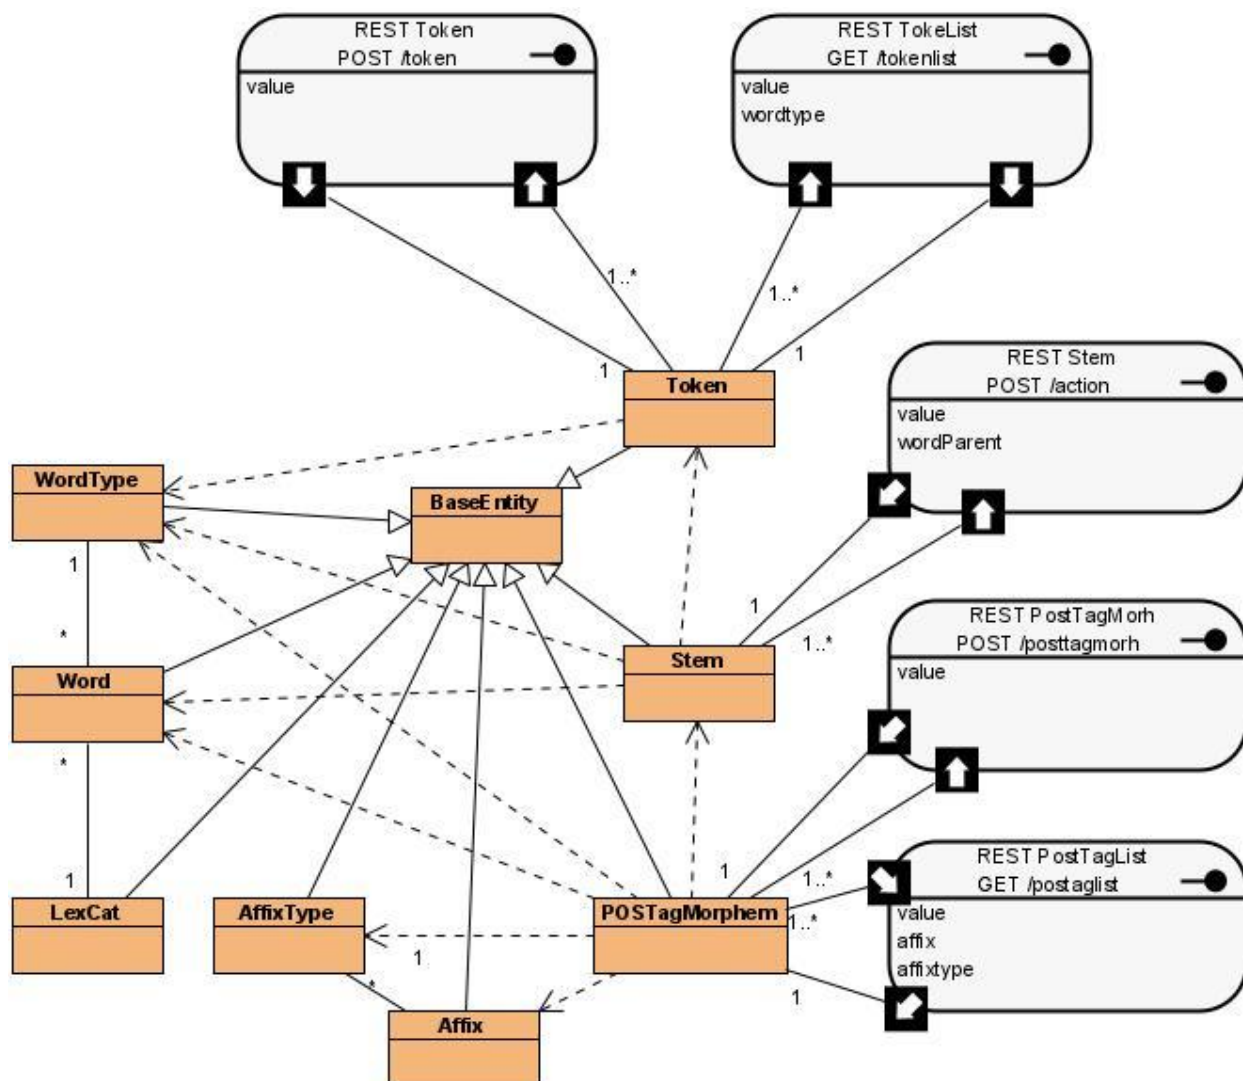 REST Token
POST /token
value
REST TokeList
GET /tokenlist
value
wordtype
1..*
1..*
1
1
REST Stem
POST /action
value
wordParent
Token
WordType
BaseEntity
1
*
1
1..*
Word
Stem
REST PostTagMorh
POST /posttagmorh
value
*
1
1
1..*
REST PostTagList
GET /postaglist
value
affix
affixtype
LexCat
AffixType
POSTagMorphem
1..*
1
*
1
Affix